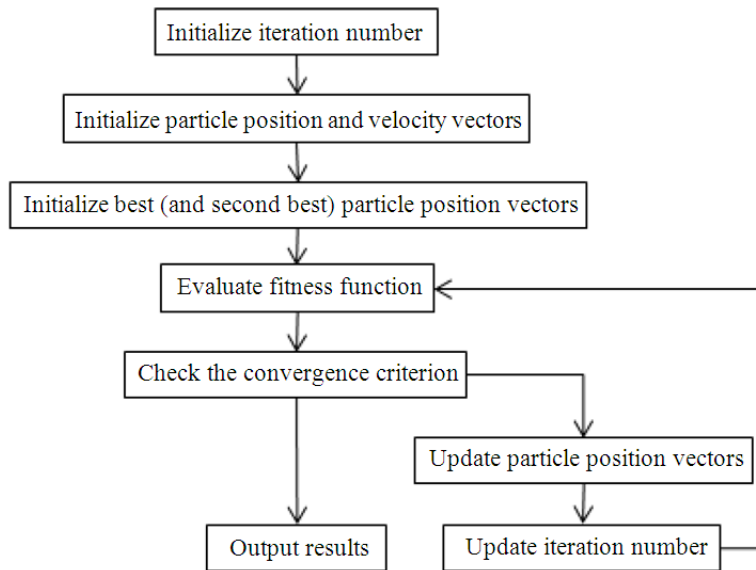 Initialize iteration number
Initialize particle position and velocity vectors
Initialize best (and second best) particle position vectors
Evaluate fitness function
Check the convergence criterion
Update particle position vectors
Output results
Update iteration number